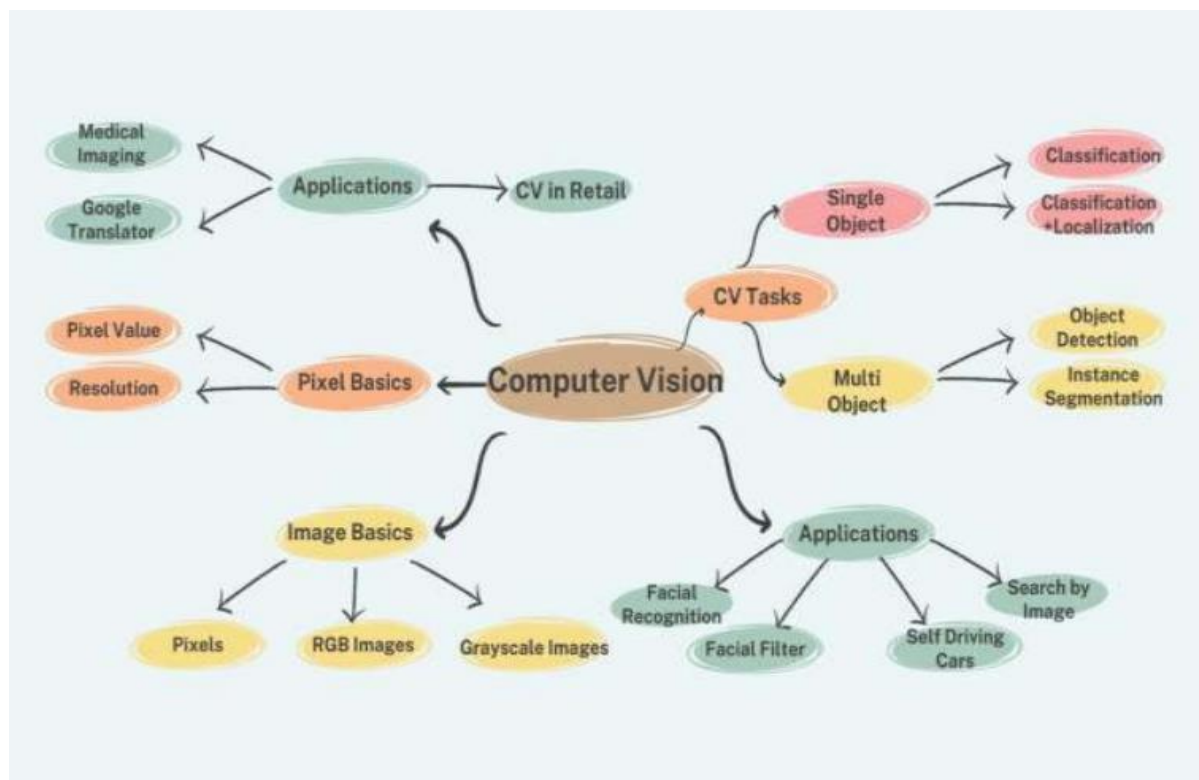 Medical
Imaging
Applications
CV in Retail
Google
Translator
Classification
Single
Object
Classification
+Localization
CV Tasks
Pixel Value
Resolution
Pixel Basics
Computer Vision
Object
Detection
Multi
Object
Instance
Segmentation
Image Basics
Pixels
RGB Images
Grayscale Images
Applications
Facial
Recognition
Facial Filter
Self Driving
Cars
Search by
Image